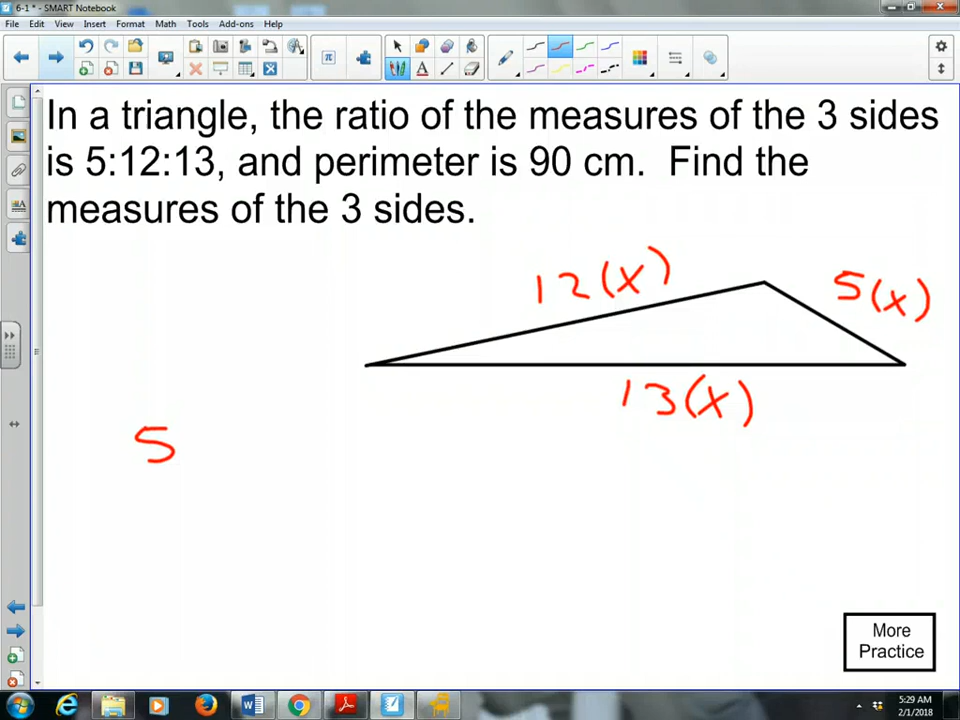 6-1 * - SMART Notebook
File Edit View Insert Format Math Tools Add-ons Help
In a triangle, the ratio of the measures of the 3 sides
is 5:12:13, and perimeter is 90 cm. Find the
measures of the 3 sides.
12(x)
5(x)
13(x)
5
More
Practice
5:29 AM
2/1/2018